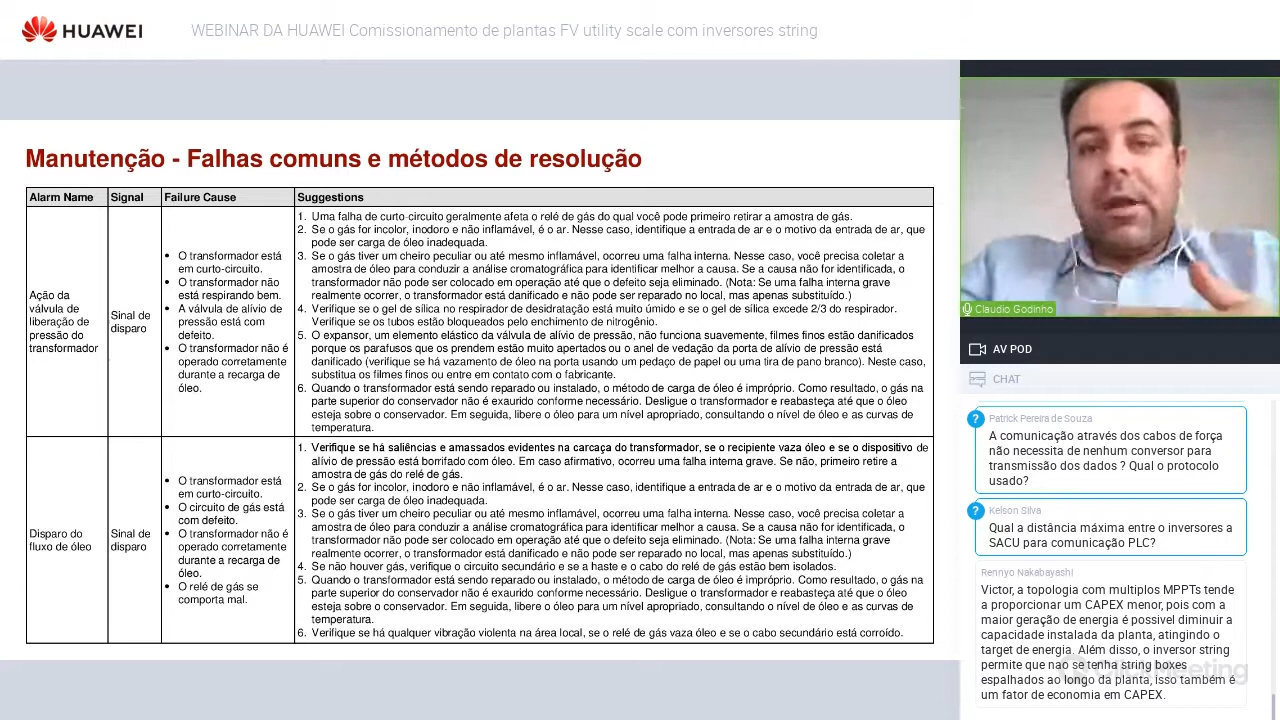 HUAWEI
WEBINAR DA HUAWEI Comissionamento de plantas FV utility scale com inversores string
Manutenção - Falhas comuns e métodos de resolução
Alarm Name Signal Failure Cause Suggestions
Ação da
válvula de
liberação de
pressão do
transformador
Sinal de
disparo
• O transformador está
em curto-circuito.
• O transformador não
está respirando bem.
• A válvula de alívio de
pressão está com
defeito.
• O transformador não é
operado corretamente
durante a recarga de
óleo.
1. Uma falha de curto-circuito geralmente afeta o relé de gás do qual você pode primeiro retirar a amostra de gás.
2. Se o gás for incolor, inodoro e não inflamável, é o ar. Nesse caso, identifique a entrada de ar e o motivo da entrada de ar, que
pode ser carga de óleo inadequada.
3. Se o gás tiver um cheiro peculiar ou até mesmo inflamável, ocorreu uma falha interna. Nesse caso, você precisa coletar a
amostra de óleo para conduzir a análise cromatográfica para identificar melhor a causa. Se a causa não for identificada, o
transformador não pode ser colocado em operação até que o defeito seja eliminado. (Nota: Se uma falha interna grave
realmente ocorrer, o transformador está danificado e não pode ser reparado no local, mas apenas substituído.)
4. Verifique se o gel de sílica no respirador de desidratação está muito úmido e se o gel de sílica excede 2/3 do respirador.
Verifique se os tubos estão bloqueados pelo enchimento de nitrogênio.
5. O expansor, um elemento elástico da válvula de alívio de pressão, não funciona suavemente, filmes finos estão danificados
porque os parafusos que os prendem estão muito apertados ou o anel de vedação da porta de alívio de pressão está
danificado (verifique se há vazamento de óleo na porta usando um pedaço de papel ou uma tira de pano branco). Neste caso,
substitua os filmes finos ou entre em contato com o fabricante.
6. Quando o transformador está sendo reparado ou instalado, o método de carga de óleo é impróprio. Como resultado, o gás na
parte superior do conservador não é exaurido conforme necessário. Desligue o transformador e reabasteça até que o óleo
esteja sobre o conservador. Em seguida, libere o óleo para um nível apropriado, consultando o nível de óleo e as curvas de
temperatura.
Disparo do
fluxo de óleo
Sinal de
disparo
• O transformador está
em curto-circuito.
• O circuito de gás está
com defeito.
• O transformador não é
operado corretamente
durante a recarga de
óleo.
• O relé de gás se
comporta mal.
1. Verifique se há saliências e amassados evidentes na carcaça do transformador, se o recipiente vaza óleo e se o dispositivo de
alívio de pressão está borrifado com óleo. Em caso afirmativo, ocorreu uma falha interna grave. Se não, primeiro retire a
amostra de gás do relé de gás.
2. Se o gás for incolor, inodoro e não inflamável, é o ar. Nesse caso, identifique a entrada de ar e o motivo da entrada de ar, que
pode ser carga de óleo inadequada.
3. Se o gás tiver um cheiro peculiar ou até mesmo inflamável, ocorreu uma falha interna. Nesse caso, você precisa coletar a
amostra de óleo para conduzir a análise cromatográfica para identificar melhor a causa. Se a causa não for identificada, o
transformador não pode ser colocado em operação até que o defeito seja eliminado. (Nota: Se uma falha interna grave
realmente ocorrer, o transformador está danificado e não pode ser reparado no local, mas apenas substituído.)
4. Se não houver gás, verifique o circuito secundário e se a haste e o cabo do relé de gás estão bem isolados.
5. Quando o transformador está sendo reparado ou instalado, o método de carga de óleo é impróprio. Como resultado, o gás na
parte superior do conservador não é exaurido conforme necessário. Desligue o transformador e reabasteça até que o óleo
esteja sobre o conservador. Em seguida, libere o óleo para um nível apropriado, consultando o nível de óleo e as curvas de
temperatura.
6. Verifique se há qualquer vibração violenta na área local, se o relé de gás vaza óleo e se o cabo secundário está corroído.
Claudio Godinho
AV POD
CHAT
?
Patrick Pereira de Souza
A comunicação através dos cabos de força
não necessita de nenhum conversor para
transmissão dos dados ? Qual o protocolo
usado?
?
Kelson Silva
Qual a distância máxima entre o inversores a
SACU para comunicação PLC?
Rennyo Nakabayashi
Victor, a topologia com multiplos MPPTs tende
a proporcionar um CAPEX menor, pois com a
maior geração de energia é possivel diminuir a
capacidade instalada da planta, atingindo o
target de energia. Além disso, o inversor string
permite que não se tenha string boxes
espalhados ao longo da planta, isso também é
um fator de economia em CAPEX.
ClickMeeting